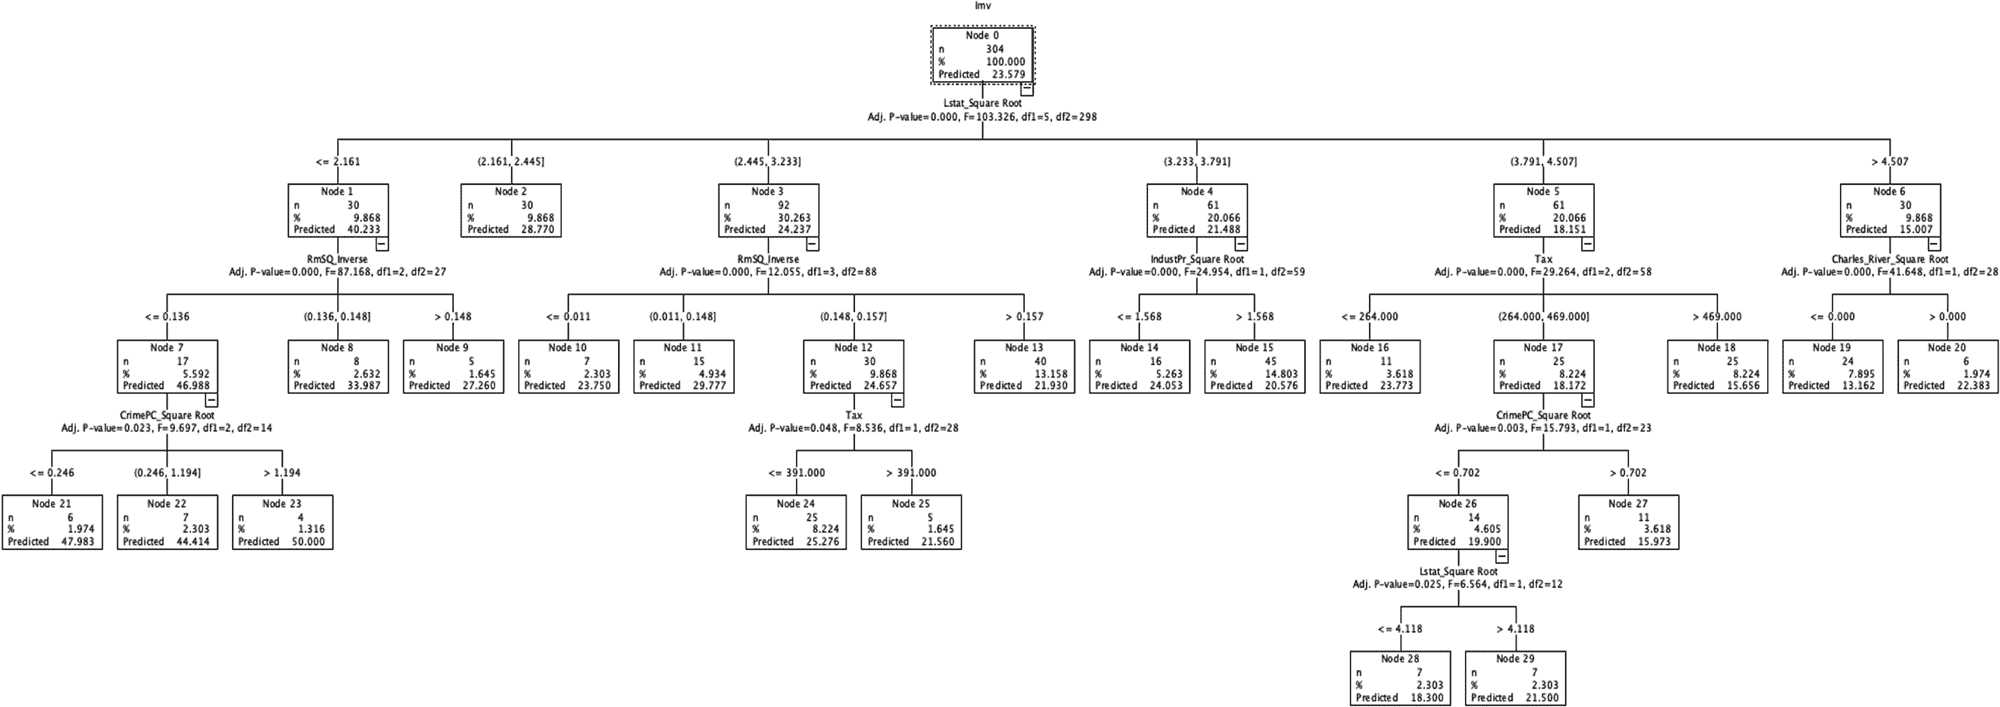 Imv
Node 0
n 304
% 100.000
Predicted 23.579
Lstat_Square Root
Adj. P-value=0.000, F=103.326, df1=5, df2=298
<= 2.161
(2.161, 2.445]
(2.445, 3.233]
(3.233, 3.791]
(3.791, 4.507]
> 4.507
Node 1
n 30
% 9.868
Predicted 40.233
Node 2
n 30
% 9.868
Predicted 28.770
Node 3
n 92
% 30.263
Predicted 24.237
Node 4
n 61
% 20.066
Predicted 21.488
Node 5
n 61
% 20.066
Predicted 18.151
Node 6
n 30
% 9.868
Predicted 15.007
RmSQ_Inverse
Adj. P-value=0.000, F=87.168, df1=2, df2=27
RmSQ_Inverse
Adj. P-value=0.000, F=12.055, df1=3, df2=88
IndustPr_Square Root
Adj. P-value=0.000, F=24.954, df1=1, df2=59
Tax
Adj. P-value=0.000, F=29.264, df1=2, df2=58
Charles_River_Square Root
Adj. P-value=0.000, F=41.648, df1=1, df2=28
<= 0.136
(0.136, 0.148]
> 0.148
<= 0.011
(0.011, 0.148]
(0.148, 0.157]
> 0.157
<= 1.568
> 1.568
<= 264.000
(264.000, 469.000]
> 469.000
<= 0.000
> 0.000
Node 7
n 17
% 5.592
Predicted 46.988
Node 8
n 8
% 2.632
Predicted 33.987
Node 9
n 5
% 1.645
Predicted 27.260
Node 10
n 7
% 2.303
Predicted 23.750
Node 11
n 15
% 4.934
Predicted 29.777
Node 12
n 30
% 9.868
Predicted 24.657
Node 13
n 40
% 13.158
Predicted 21.930
Node 14
n 16
% 5.263
Predicted 24.053
Node 15
n 45
% 14.803
Predicted 20.576
Node 16
n 11
% 3.618
Predicted 23.773
Node 17
n 25
% 8.224
Predicted 18.172
Node 18
n 25
% 8.224
Predicted 15.656
Node 19
n 24
% 7.895
Predicted 13.162
Node 20
n 6
% 1.974
Predicted 22.383
CrimePC_Square Root
Adj. P-value=0.023, F=9.697, df1=2, df2=14
Tax
Adj. P-value=0.048, F=8.536, df1=1, df2=28
CrimePC_Square Root
Adj. P-value=0.003, F=15.793, df1=1, df2=23
<= 0.246
(0.246, 1.194]
> 1.194
<= 391.000
> 391.000
<= 0.702
> 0.702
Node 21
n 6
% 1.974
Predicted 47.983
Node 22
n 7
% 2.303
Predicted 44.414
Node 23
n 4
% 1.316
Predicted 50.000
Node 24
n 25
% 8.224
Predicted 25.276
Node 25
n 5
% 1.645
Predicted 21.560
Node 26
n 14
% 4.605
Predicted 19.900
Node 27
n 11
% 3.618
Predicted 15.973
Lstat_Square Root
Adj. P-value=0.025, F=6.564, df1=1, df2=12
<= 4.118
> 4.118
Node 28
n 7
% 2.303
Predicted 18.300
Node 29
n 7
% 2.303
Predicted 21.500